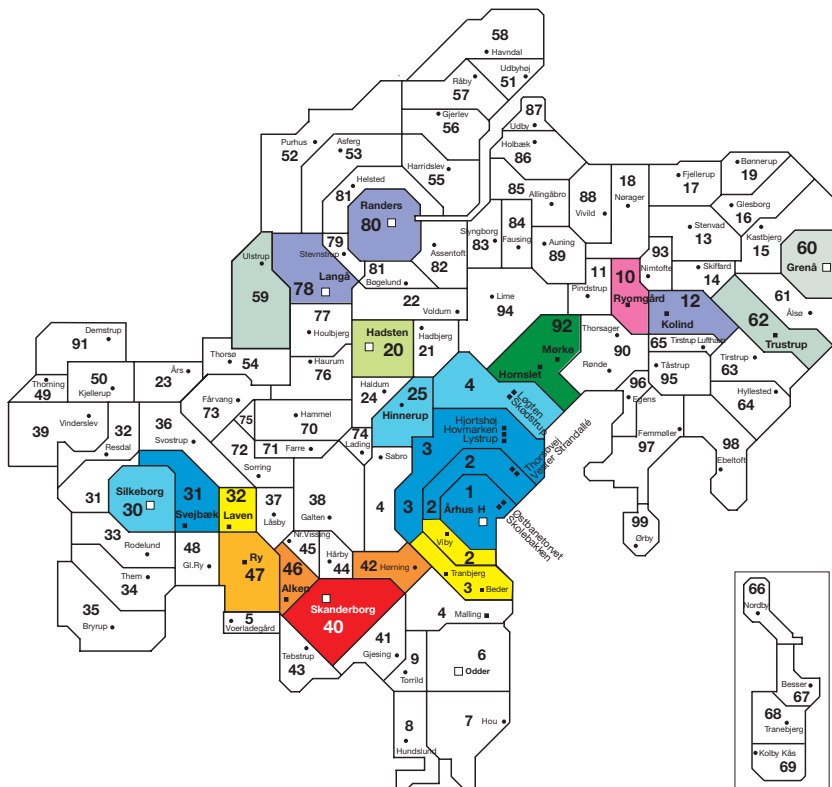 58
Havndal
Udbyhøj
51
Råby
57
Gjerlev
56
87
Udby
Holbæk
86
Purhus
52
Asferg
53
Harridslev
55
Helsted
81
Randers
80
85
Allingåbro
88
Vivild
18
Nørager
Fjellerup
17
Bønnerup
19
Glesborg
16
Stenvad
13
Kastbjerg
15
60
Grenå
Slyngborg
83
84
Fausing
Auning
89
93
Nimtofte
Skiffard
14
Ulstrup
59
79
Stevnstrup
Langå
78
Assentoft
82
81
Bøgelund
22
Voldum
Lime
94
11
Pindstrup
10
Ryomgård
12
Kolind
61
Ålsø
62
Trustrup
77
Houlbjerg
Hadsten
20
Hadbjerg
21
92
Mørke
Hornslet
Thorsager
90
Rønde
65
Tirstrup Lufthavn
Tåstrup
95
Tirstrup
63
Hyllested
64
91
Demstrup
Års
23
Thorsø
54
Haurum
76
Haldum
24
25
Hinnerup
4
Løgten
Skødstrup
96
Egens
Femmøller
97
98
Ebeltoft
99
Ørby
Thorning
49
50
Kjellerup
39
Vinderslev
32
Resdal
36
Svostrup
Fårvang
73
75
Hammel
70
74
Lading
72
71
Farre
Sorring
Sabro
3
Hjortshøj
Hovmarken
Lystrup
2
Thorsøvej
Vester Strandallé
1
Århus H
Østbanetorvet
Skolebakken
31
Silkeborg
30
31
Svejbæk
32
Laven
37
Låsby
38
Galten
4
3
2
Viby
2
33
Rodelund
Them
34
35
Bryrup
48
Gl.Ry
Ry
47
Nr.Vissing
45
46
Alken
Hårby
44
42
Hørning
Tranbjerg
3
Beder
4
Malling
5
Voerladegård
Skanderborg
40
Tebstrup
43
41
Gjesing
9
Torrild
6
Odder
7
Hou
8
Hundslund
66
Nordby
Besser
67
68
Tranebjerg
Kolby Kås
69